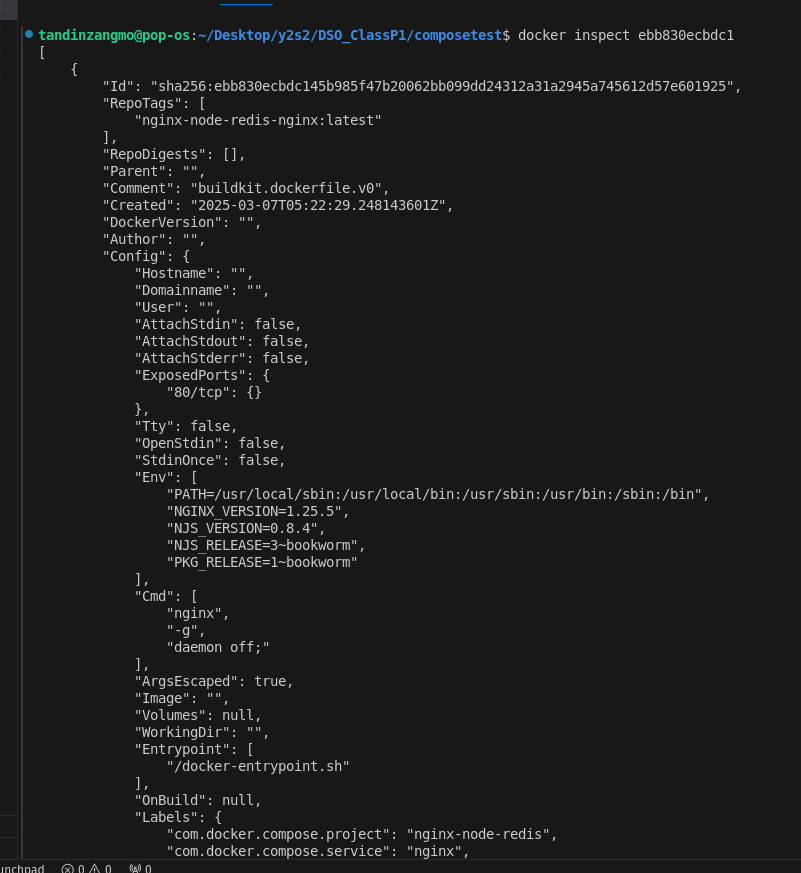 tandinzangmo@pop-os:~/Desktop/y2s2/DSO_ClassP1/composetest$ docker inspect ebb830ecbdc1
[
    {
        "Id": "sha256:ebb830ecbdc145b985f47b20062bb099dd24312a31a2945a745612d57e601925",
        "RepoTags": [
            "nginx-node-redis-nginx:latest"
        ],
        "RepoDigests": [],
        "Parent": "",
        "Comment": "buildkit.dockerfile.v0",
        "Created": "2025-03-07T05:22:29.248143601Z",
        "DockerVersion": "",
        "Author": "",
        "Config": {
            "Hostname": "",
            "Domainname": "",
            "User": "",
            "AttachStdin": false,
            "AttachStdout": false,
            "AttachStderr": false,
            "ExposedPorts": {
                "80/tcp": {}
            },
            "Tty": false,
            "OpenStdin": false,
            "StdinOnce": false,
            "Env": [
                "PATH=/usr/local/sbin:/usr/local/bin:/usr/sbin:/usr/bin:/sbin:/bin",
                "NGINX_VERSION=1.25.5",
                "NJS_VERSION=0.8.4",
                "NJS_RELEASE=3~bookworm",
                "PKG_RELEASE=1~bookworm"
            ],
            "Cmd": [
                "nginx",
                "-g",
                "daemon off;"
            ],
            "ArgsEscaped": true,
            "Image": "",
            "Volumes": null,
            "WorkingDir": "",
            "Entrypoint": [
                "/docker-entrypoint.sh"
            ],
            "OnBuild": null,
            "Labels": {
                "com.docker.compose.project": "nginx-node-redis",
                "com.docker.compose.service": "nginx",
unchpad 0 0 0